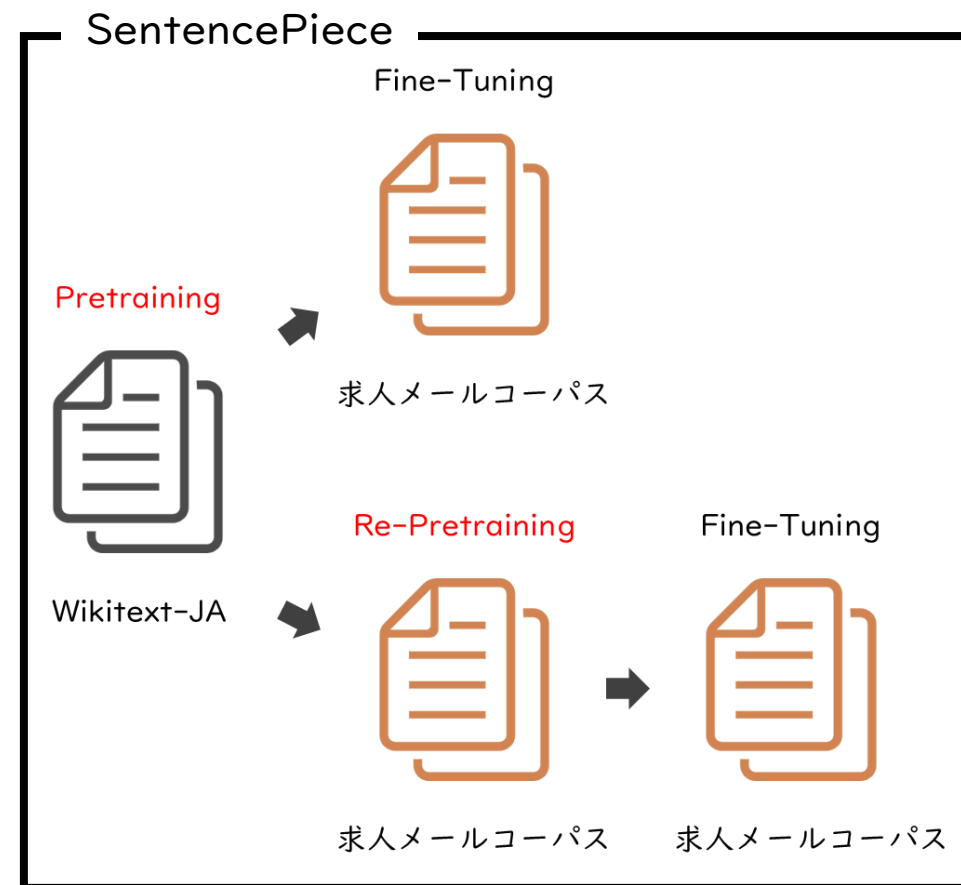 SentencePiece
Fine-Tuning
求人メールコーパス
Pretraining
Wikitext-JA
Re-Pretraining
求人メールコーパス
Fine-Tuning
求人メールコーパス